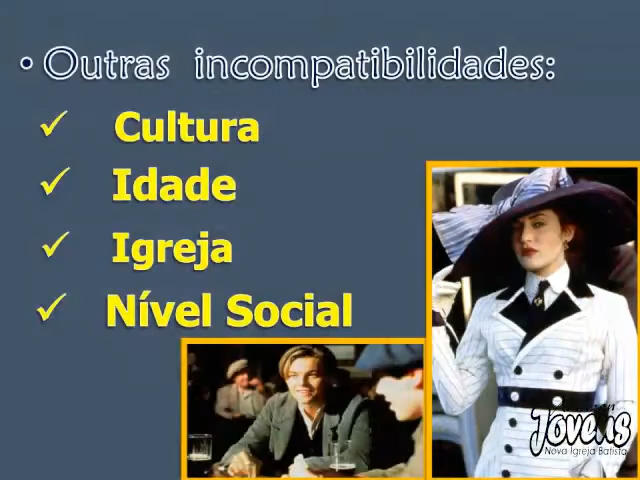 • Outras incompatibilidades:
✓ Cultura
✓ Idade
✓ Igreja
✓ Nível Social
Jovens
Nova Igreja Batista